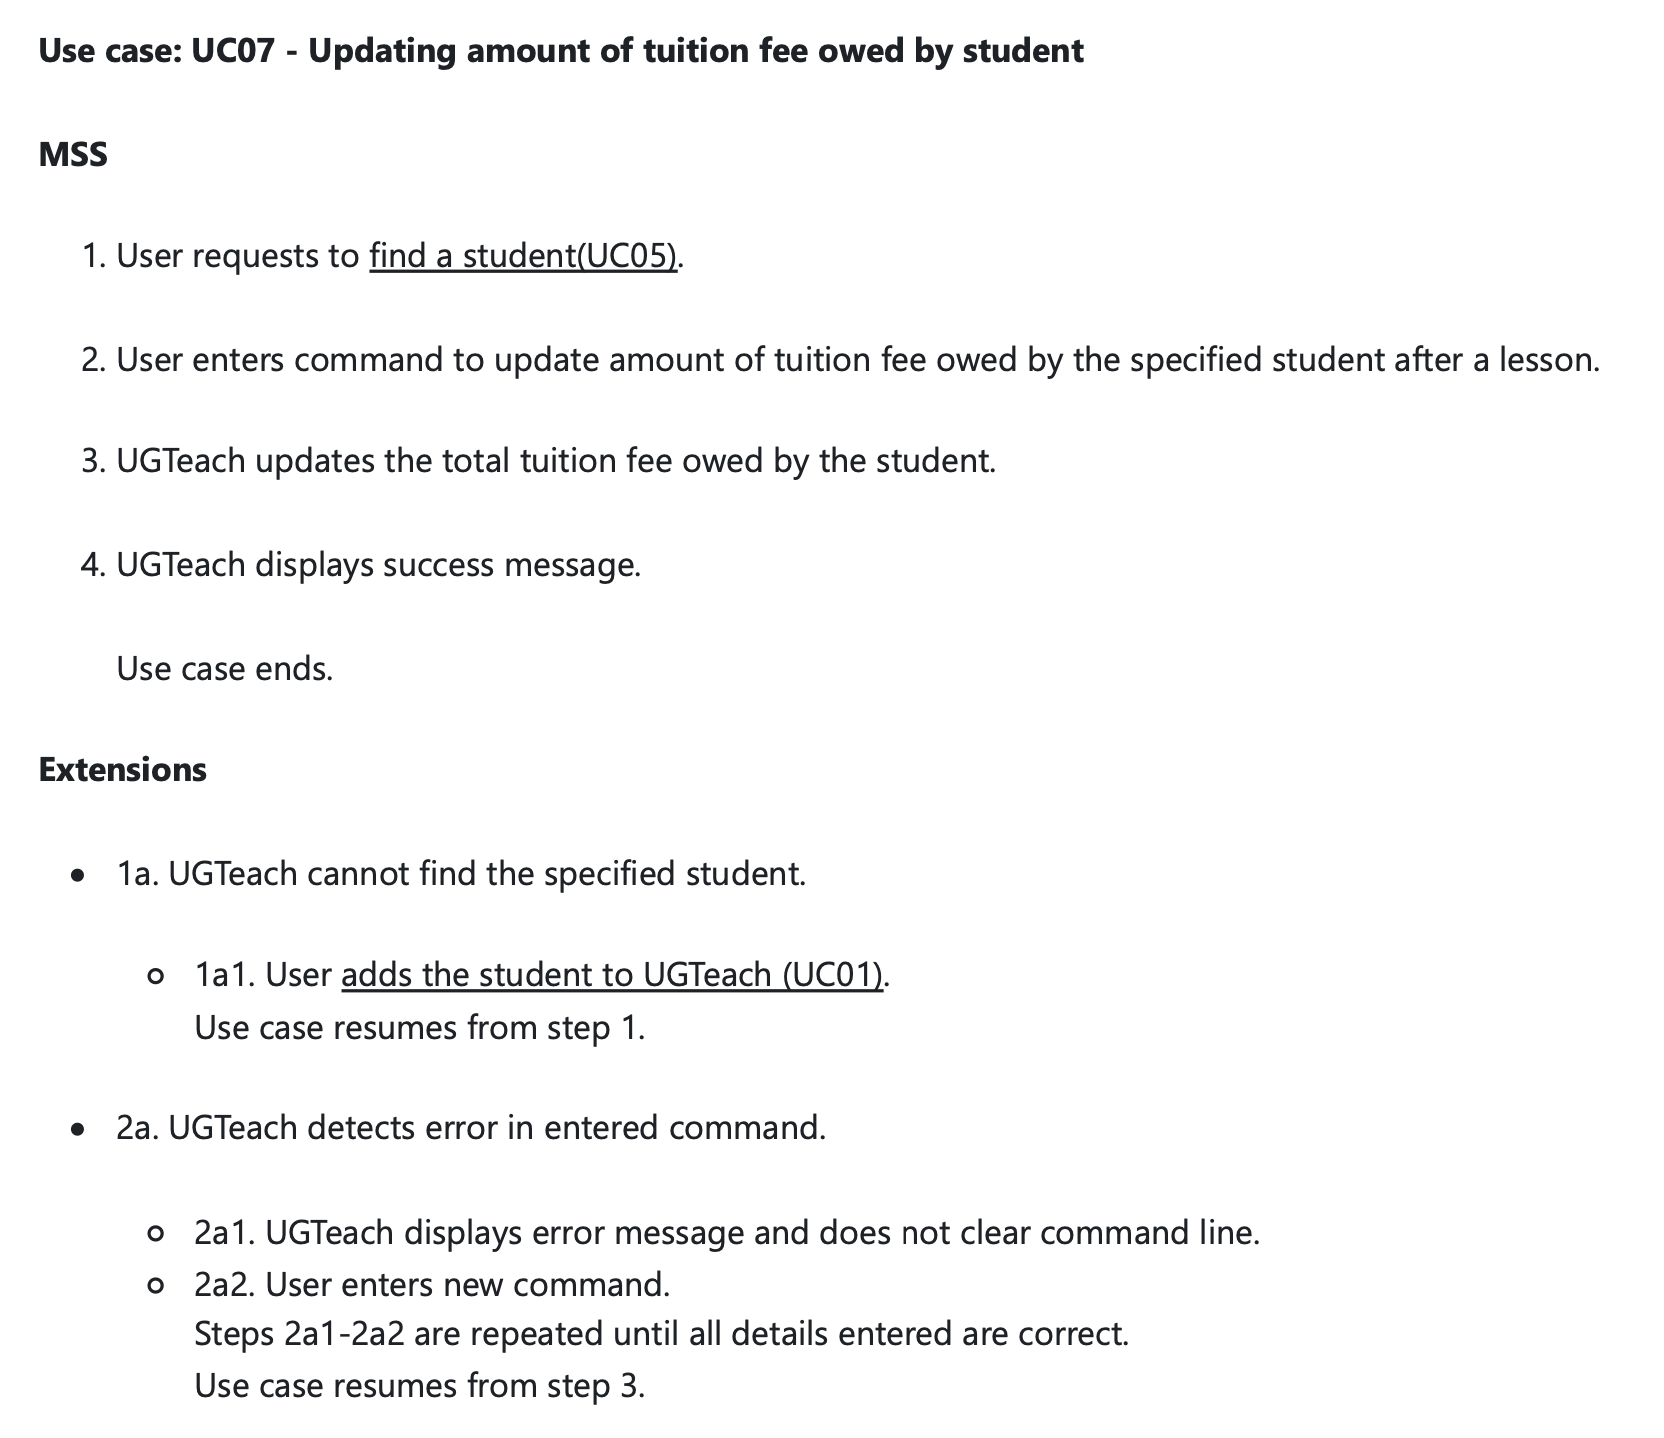 Use case: UC07 - Updating amount of tuition fee owed by student
MSS
1. User requests to find a student(UC05).
2. User enters command to update amount of tuition fee owed by the specified student after a lesson.
3. UGTeach updates the total tuition fee owed by the student.
4. UGTeach displays success message.
Use case ends.
Extensions
• 1a. UGTeach cannot find the specified student.
○ 1a1. User adds the student to UGTeach (UC01).
Use case resumes from step 1.
• 2a. UGTeach detects error in entered command.
○ 2a1. UGTeach displays error message and does not clear command line.
○ 2a2. User enters new command.
Steps 2a1-2a2 are repeated until all details entered are correct.
Use case resumes from step 3.